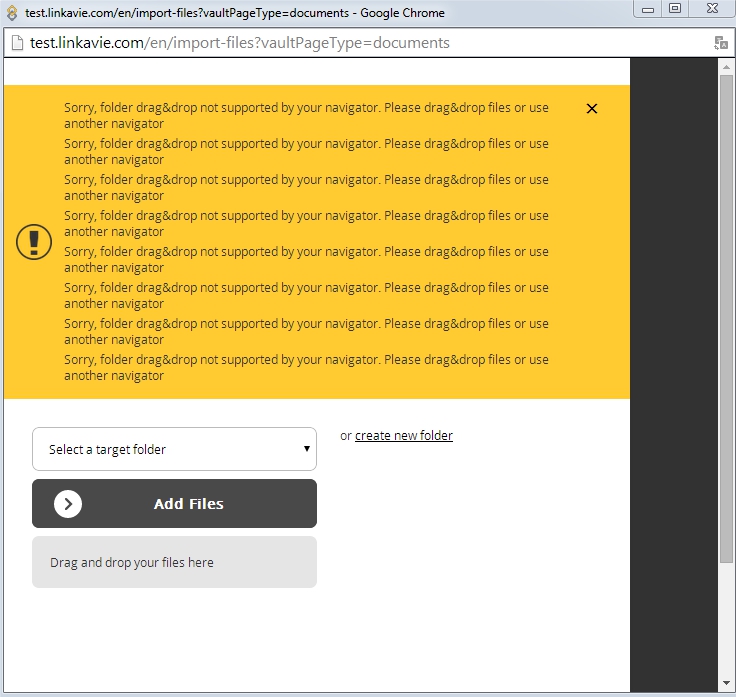 test.linkavie.com/en/import-files?vaultPageType=documents - Google Chrome
test.linkavie.com/en/import-files?vaultPageType=documents
Sorry, folder drag&drop not supported by your navigator. Please drag&drop files or use
another navigator
Sorry, folder drag&drop not supported by your navigator. Please drag&drop files or use
another navigator
Sorry, folder drag&drop not supported by your navigator. Please drag&drop files or use
another navigator
Sorry, folder drag&drop not supported by your navigator. Please drag&drop files or use
another navigator
Sorry, folder drag&drop not supported by your navigator. Please drag&drop files or use
another navigator
Sorry, folder drag&drop not supported by your navigator. Please drag&drop files or use
another navigator
Sorry, folder drag&drop not supported by your navigator. Please drag&drop files or use
another navigator
Sorry, folder drag&drop not supported by your navigator. Please drag&drop files or use
another navigator
Select a target folder
or create new folder
Add Files
Drag and drop your files here